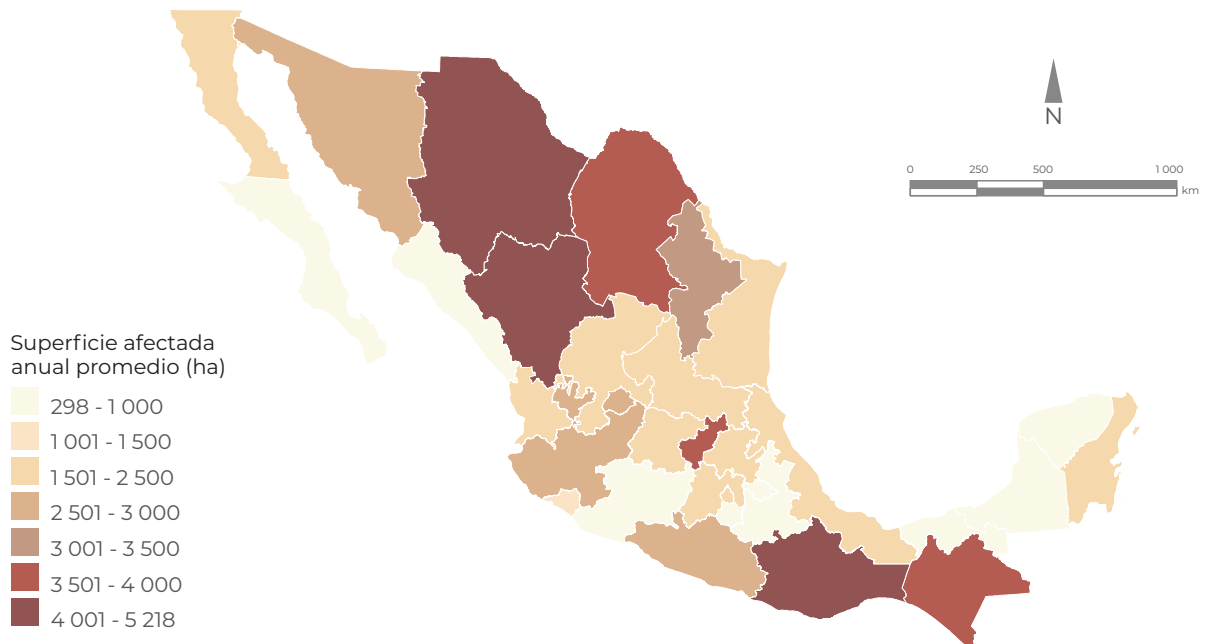 N
0 250 500 1 000
km
Superficie afectada
anual promedio (ha)
298 - 1 000
1 001 - 1 500
1 501 - 2 500
2 501 - 3 000
3 001 - 3 500
3 501 - 4 000
4 001 - 5 218